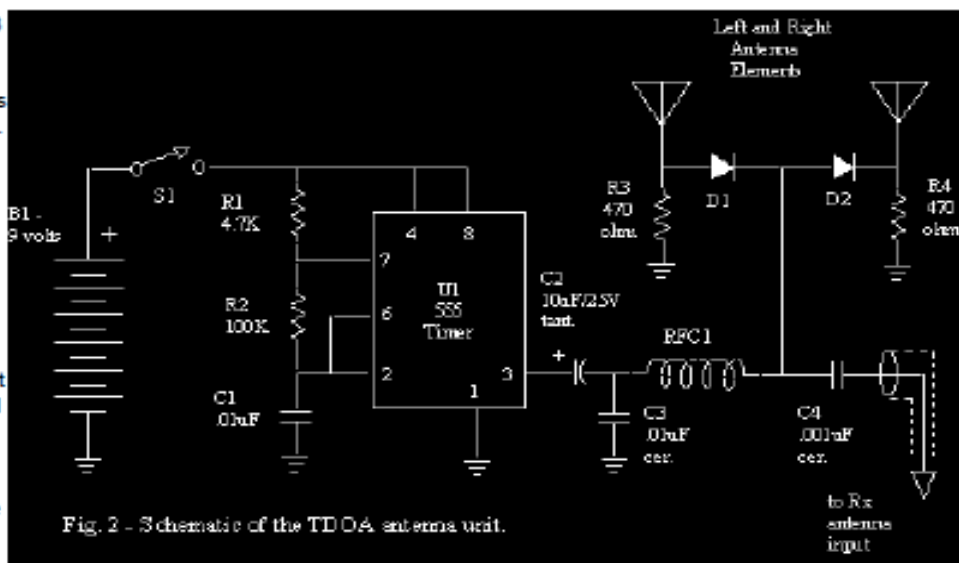 Left and Right
Antenna
Elements
S1
B1 -
9 volts
+
R1
4.7K
R2
100K
C1
.01uF
4
8
7
6
2
3
1
U1
555
Timer
C2
10uF/25V
tant.
+
RFC1
C3
.01uF
cer.
R3
470
ohm
D1
D2
R4
470
ohm
C4
.001uF
cer.
to Rx
antenna
input
Fig. 2 - Schematic of the TDOA antenna unit.